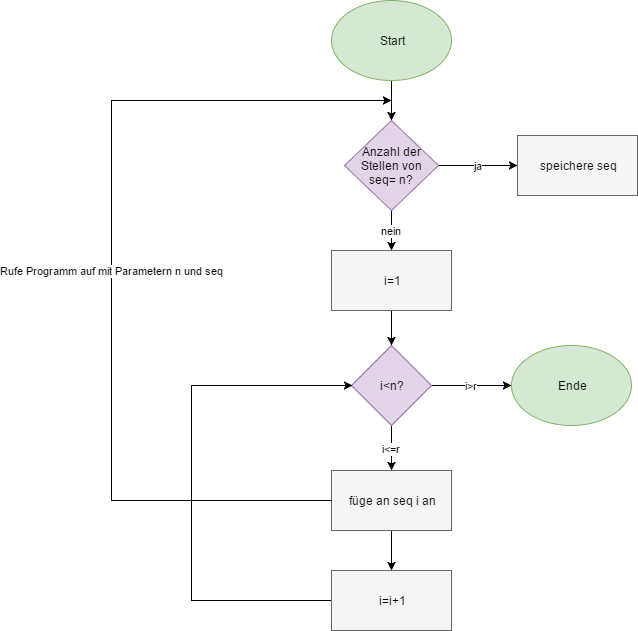 Start
Anzahl der
Stellen von
seq= n?
ja
speichere seq
nein
Rufe Programm auf mit Parametern n und seq
i=1
i<n?
i>r
Ende
i<=r
füge an seq i an
i=i+1